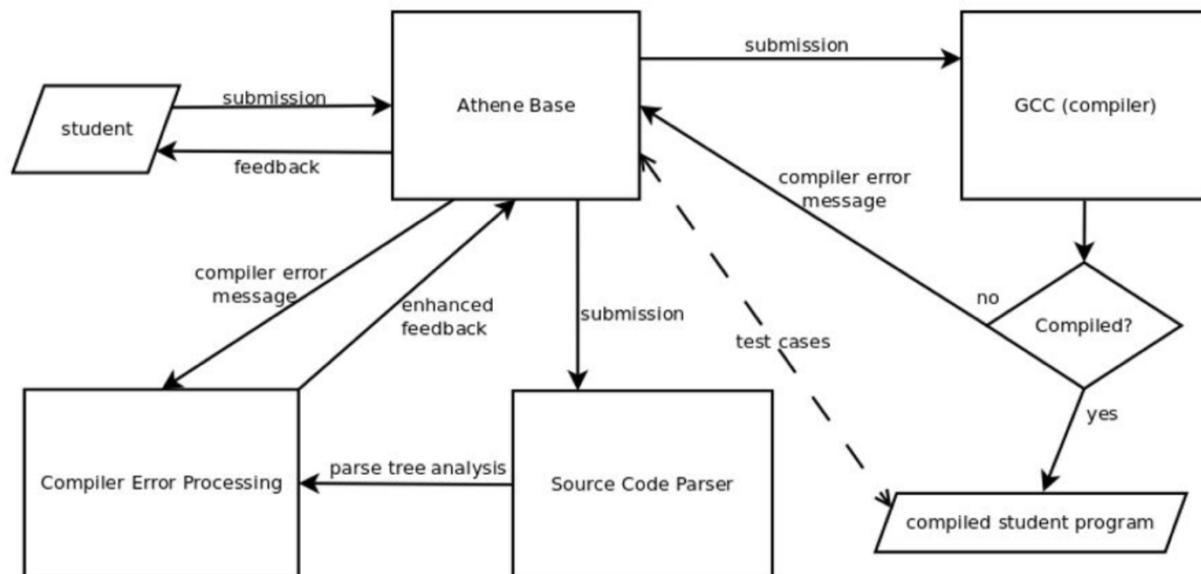 submission
Athene Base
GCC (compiler)
submission
student
feedback
compiler error
message
compiler error
message
enhanced
feedback
submission
test cases
no
Compiled?
yes
parse tree analysis
Compiler Error Processing
Source Code Parser
compiled student program